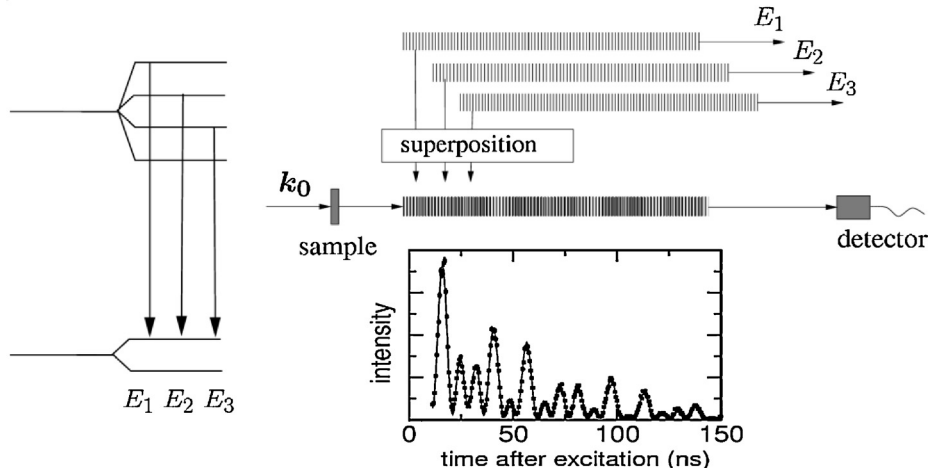 E1
E2
E3
superposition
k0
sample
detector
E1 E2 E3
intensity
0 50 100 150
time after excitation (ns)